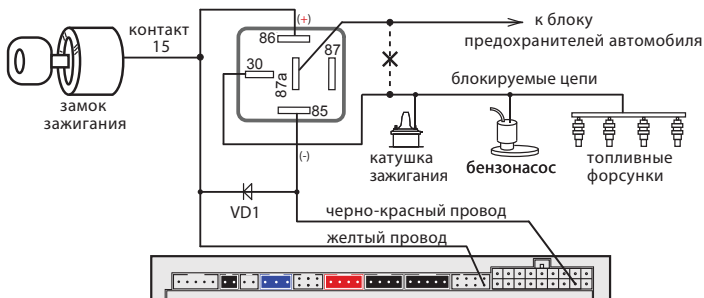 замок
зажигания
контакт
15
86
(+)
87
30
87a
85
(-)
VD1
к блоку
предохранителей автомобиля
блокируемые цепи
катушка
зажигания
бензонасос
топливные
форсунки
черно-красный провод
желтый провод